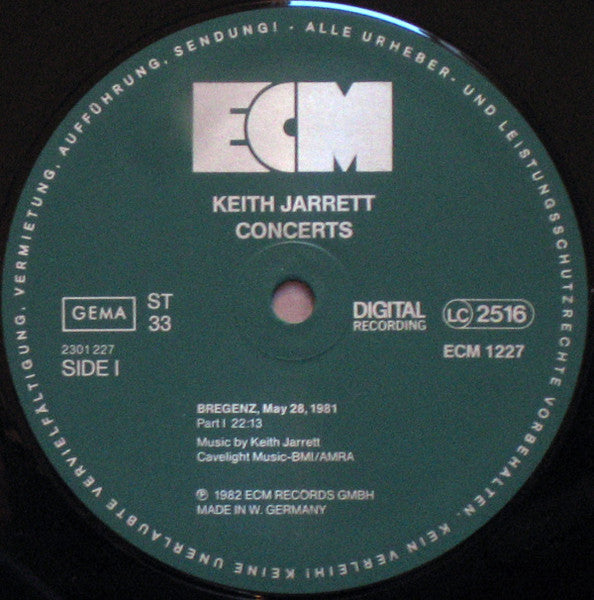 ALLE URHEBER- UND LEISTUNGSSCHUTZRECHTE VORBEHALTEN. KEIN VERLEIH! KEINE UNERLAUBTE VERVIELFÄLTIGUNG, VERMIETUNG, AUFFÜHRUNG, SENDUNG! -
ECM
KEITH JARRETT
CONCERTS
GEMA
ST
33
DIGITAL
RECORDING
LC 2516
2301 227
SIDE I
ECM 1227
BREGENZ, May 28, 1981
Part I 22:13
Music by Keith Jarrett
Cavelight Music-BMI/AMRA
℗ 1982 ECM RECORDS GMBH
MADE IN W. GERMANY